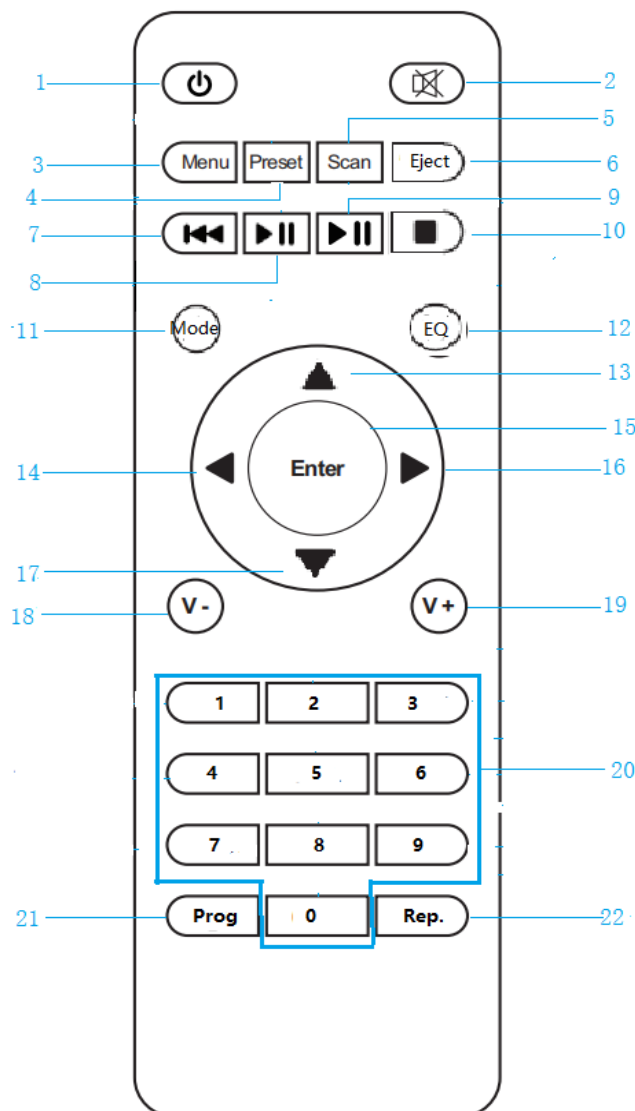 1 2
5
3 Menu Preset Scan Eject 6
4 9
7 10
8
11 Mode EQ 12
13
15
14 Enter 16
17
18 V - V + 19
1 2 3
4 5 6 20
7 8 9
21 Prog 0 Rep. 22